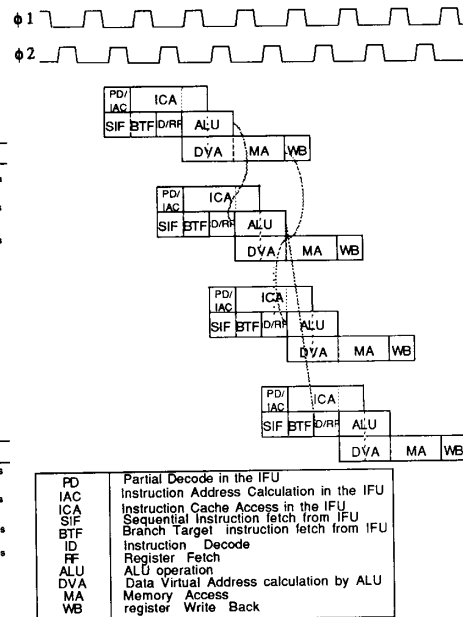 ϕ1
ϕ2
PD/
IAC
ICA
SIF BTF D/RF ALU
DVA MA WB
PD/
IAC
ICA
SIF BTF D/RF ALU
DVA MA WB
PD/
IAC
ICA
SIF BTF D/RF ALU
DVA MA WB
PD/
IAC
ICA
SIF BTF D/RF ALU
DVA MA WB
PD Partial Decode in the IFU
IAC Instruction Address Calculation in the IFU
ICA Instruction Cache Access in the IFU
SIF Sequential Instruction fetch from IFU
BTF Branch Target instruction fetch from IFU
ID Instruction Decode
RF Register Fetch
ALU ALU operation
DVA Data Virtual Address calculation by ALU
MA Memory Access
WB register Write Back